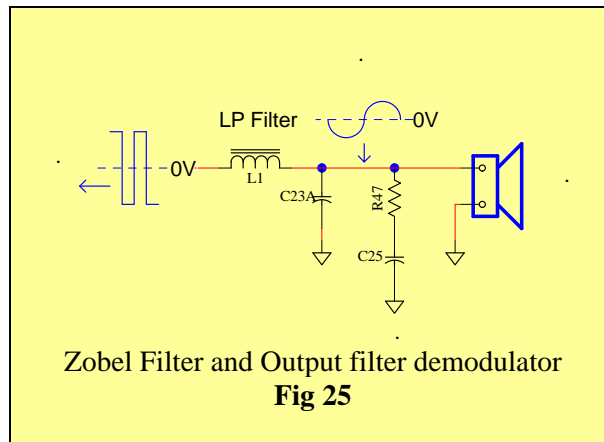 LP Filter
0V
0V
L1
C23A
R47
C25
Zobel Filter and Output filter demodulator
Fig 25